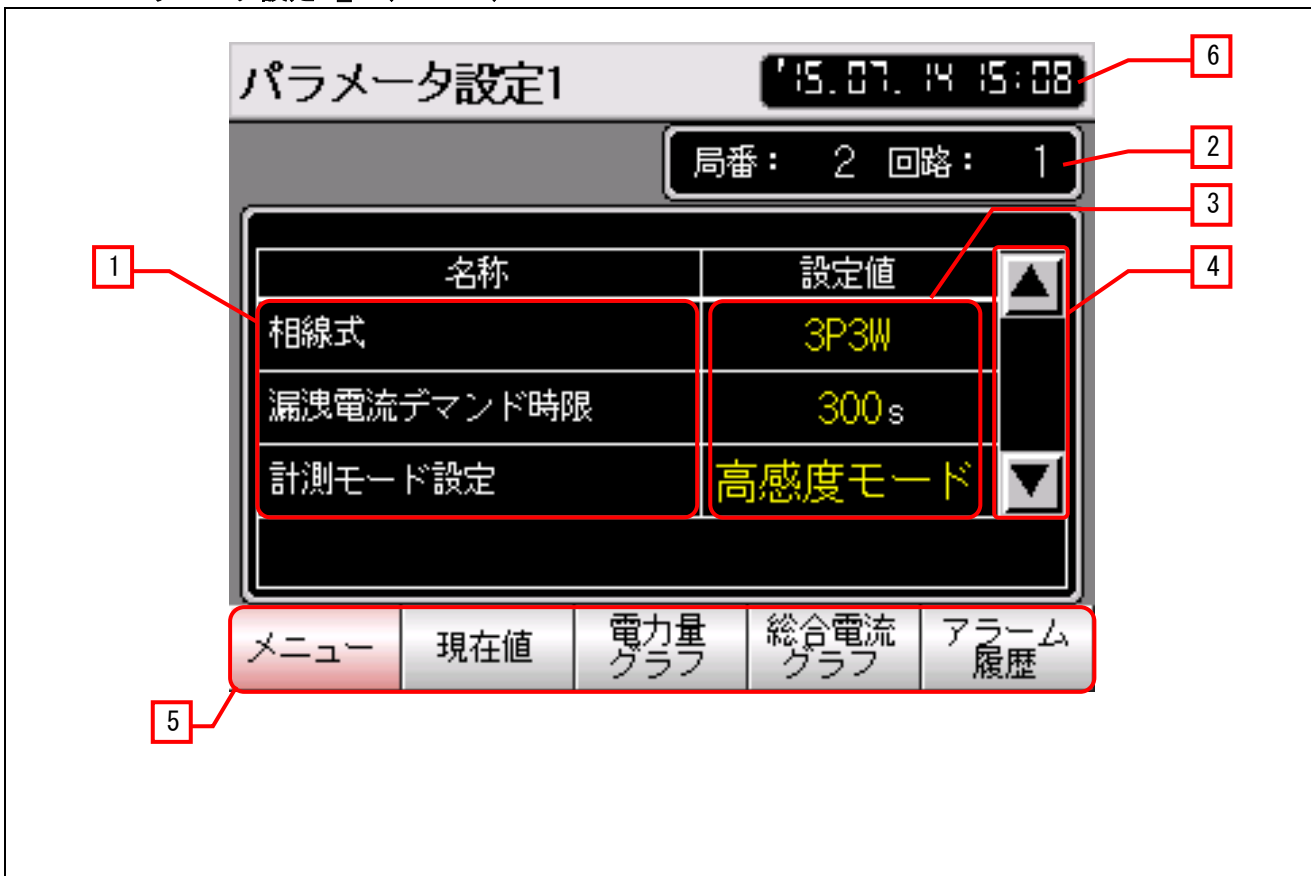 パラメータ設定1
'15.07.14 15:08
6
局番： 2 回路： 1
2
3
1
名称 設定値
4
相線式 3P3W
漏洩電流デマンド時限 300s
計測モード設定 高感度モード
メニュー
現在値
電力量
グラフ
総合電流
グラフ
アラーム
履歴
5